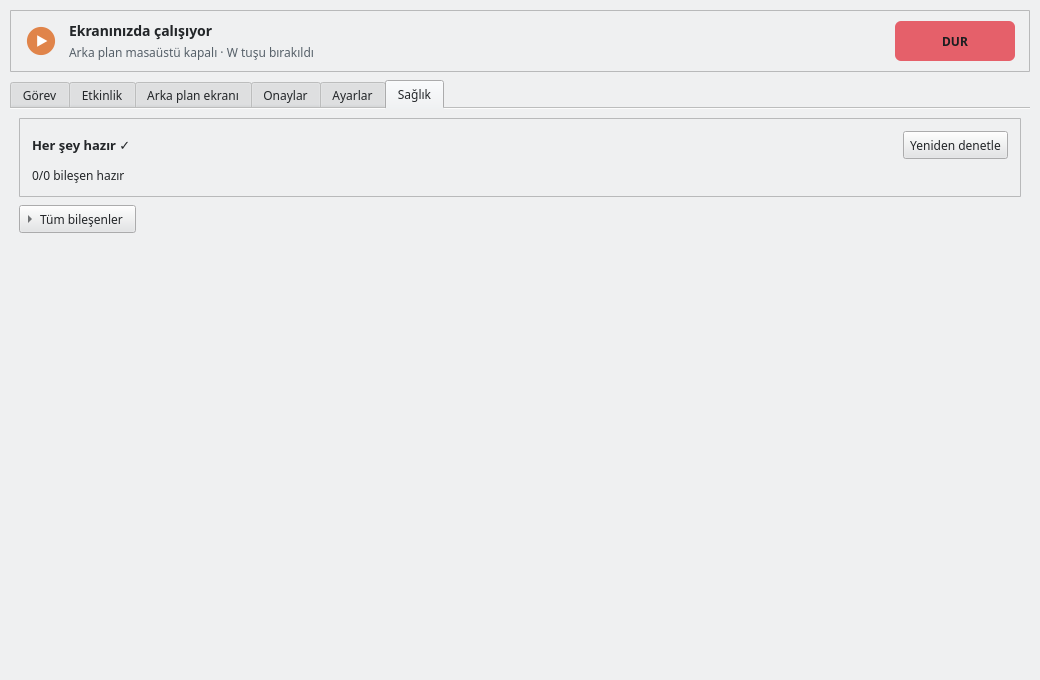 Ekranınızda çalışıyor
Arka plan masaüstü kapalı · W tuşu bırakıldı
DUR
Görev
Etkinlik
Arka plan ekranı
Onaylar
Ayarlar
Sağlık
Her şey hazır ✓
Yeniden denetle
0/0 bileşen hazır
Tüm bileşenler